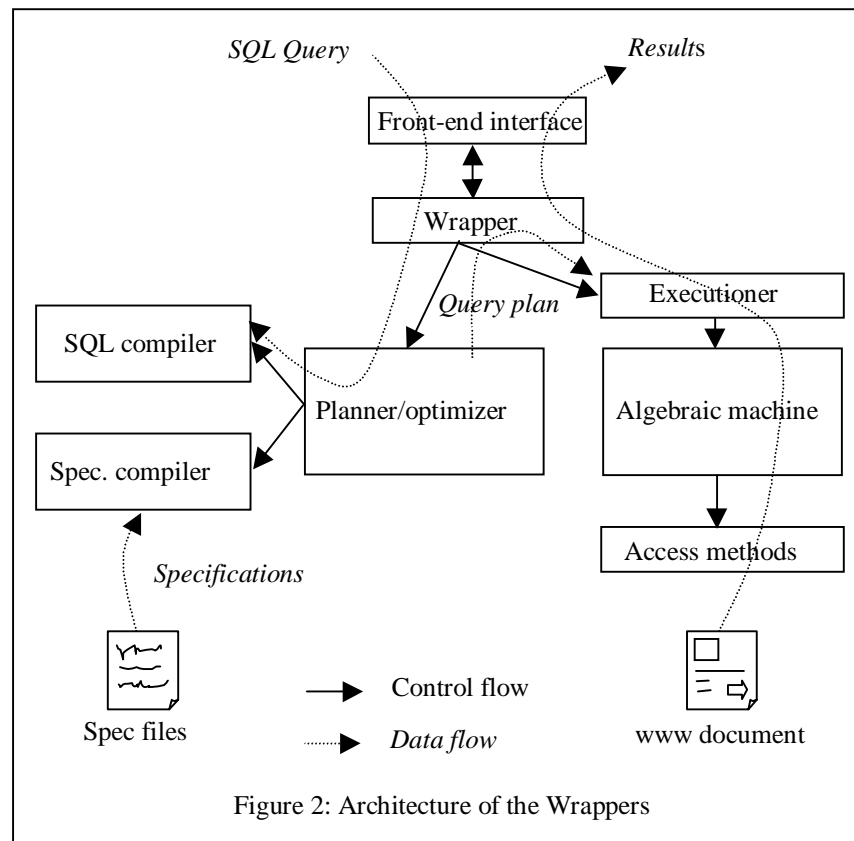 SQL Query
Results
Front-end interface
Wrapper
Executioner
Query plan
SQL compiler
Planner/optimizer
Algebraic machine
Spec. compiler
Access methods
Specifications
Control flow
Spec files
Data flow
www document
Figure 2: Architecture of the Wrappers